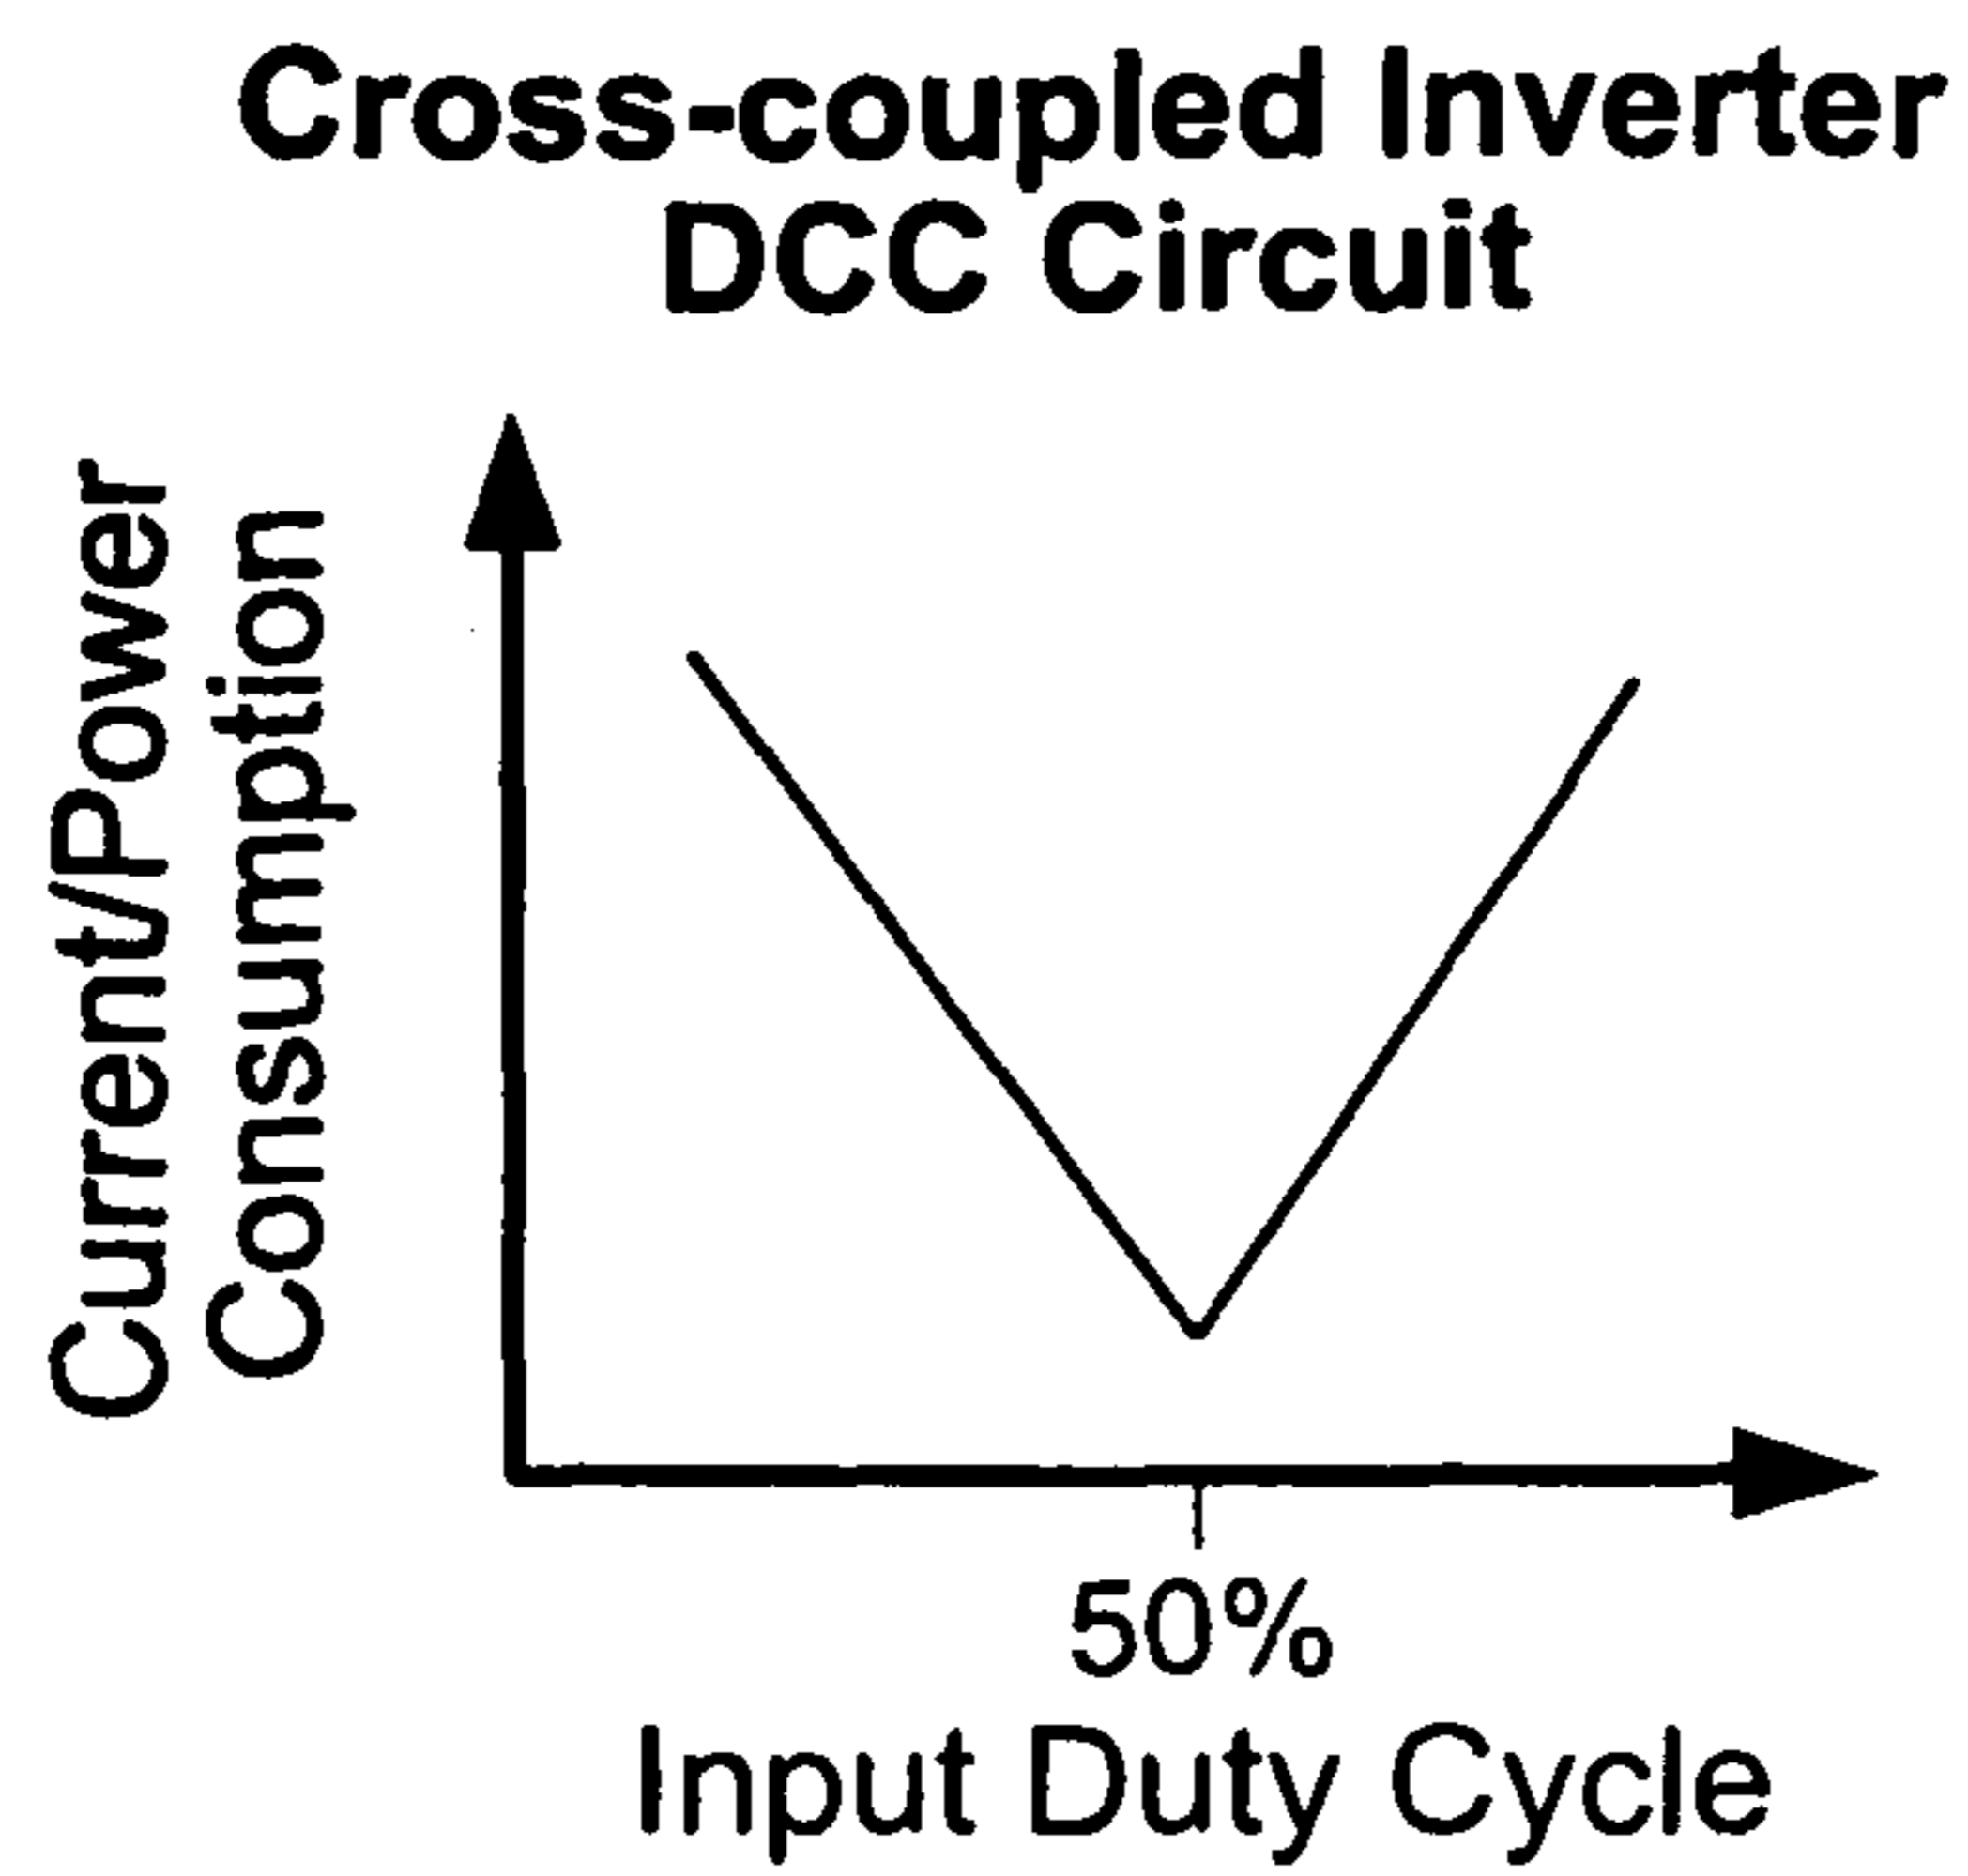 Cross-coupled Inverter
DCC Circuit
Current/Power
Consumption
50%
Input Duty Cycle